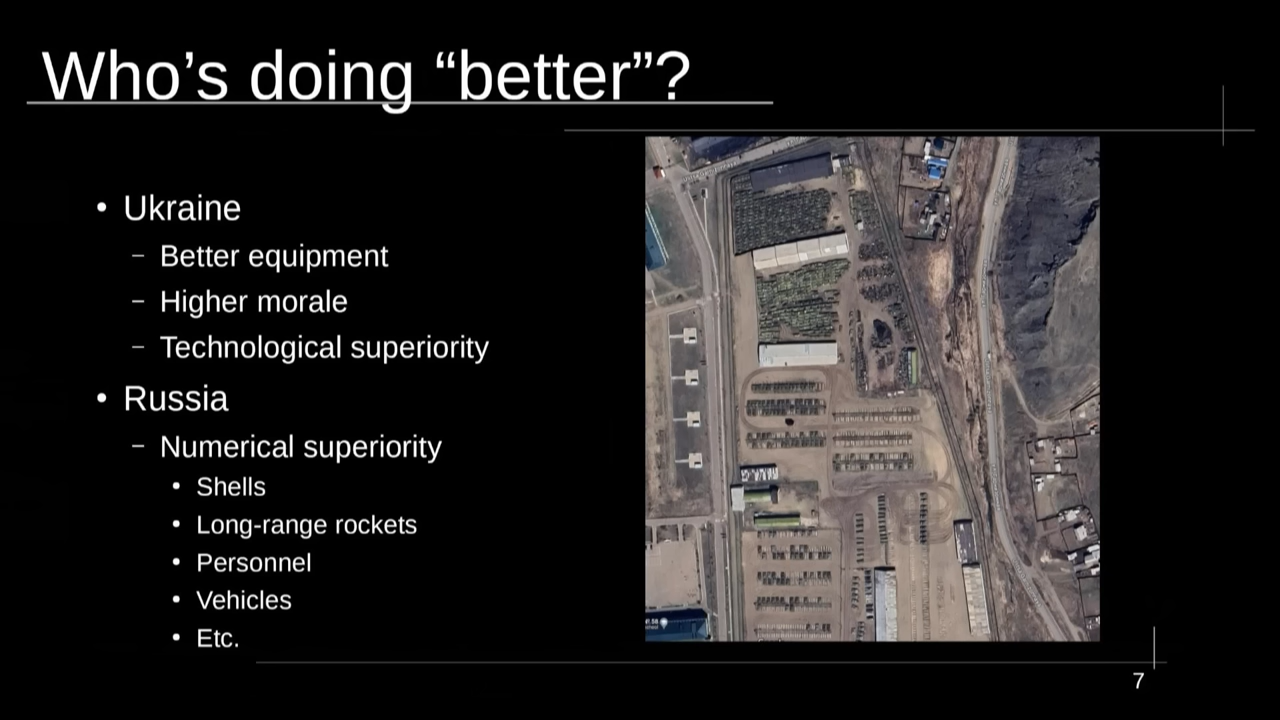 Who’s doing “better”?
• Ukraine
– Better equipment
– Higher morale
– Technological superiority
• Russia
– Numerical superiority
• Shells
• Long-range rockets
• Personnel
• Vehicles
• Etc.
7